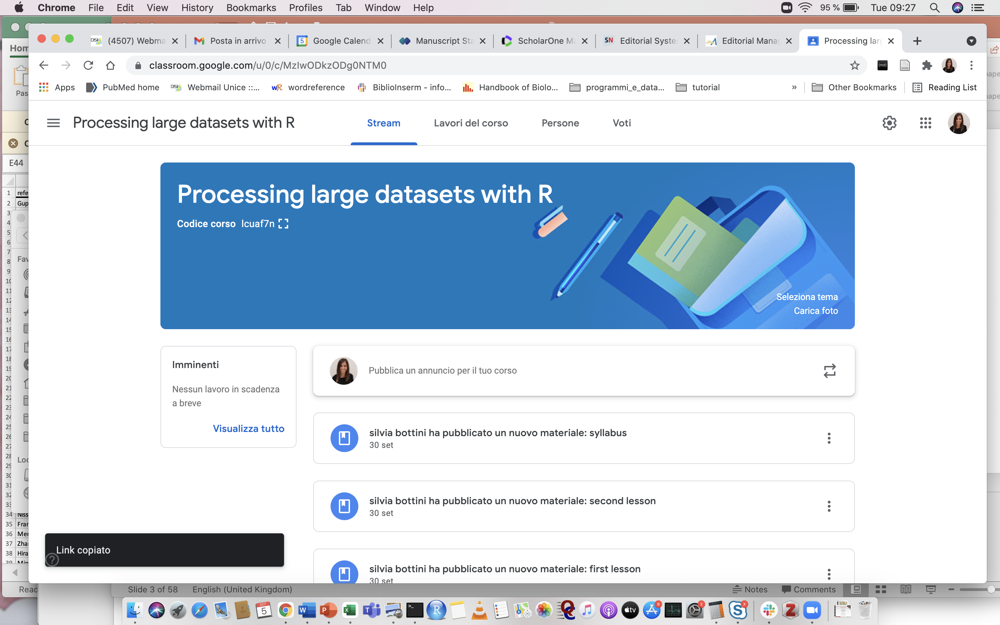 Chrome File Edit View History Bookmarks Profiles Tab Window Help 95 % Tue 09:27
(4507) Webma Posta in arrivo Google Calend Manuscript Sta ScholarOne Ma Editorial Syste Editorial Manag Processing larg
classroom.google.com/u/0/c/MzIwODkzODg0NTM0
Apps PubMed home Webmail Unice ::... wordreference BiblioInserm - info... Handbook of Biolo... programmi_e_data... tutorial » Other Bookmarks Reading List
Processing large datasets with R Stream Lavori del corso Persone Voti
Processing large datasets with R
Codice corso lcuaf7n
Seleziona tema
Carica foto
Imminenti
Nessun lavoro in scadenza
a breve
Visualizza tutto
Pubblica un annuncio per il tuo corso
silvia bottini ha pubblicato un nuovo materiale: syllabus
30 set
silvia bottini ha pubblicato un nuovo materiale: second lesson
30 set
silvia bottini ha pubblicato un nuovo materiale: first lesson
30 set
Link copiato
E44
1 refe
2 Gup
3
4
5
6
7
8
9
10
11
12
13
14
15
16
17
18
19
20
21
22
23
24
25
26
27
28
29
30
31
32
33
34 Niss
35 Fran
36 Mer
37 Zha
38 Hira
39
Slide 3 of 58 English (United Kingdom) Notes Comments
OCT
5